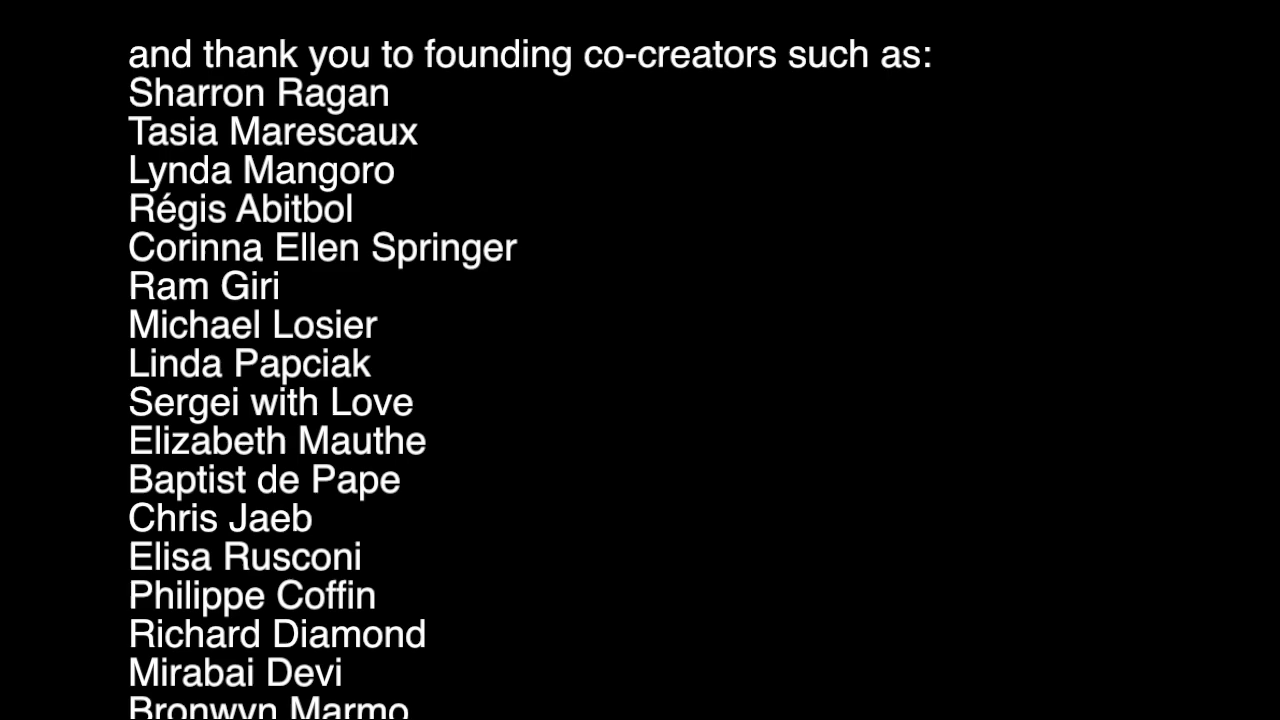 and thank you to founding co-creators such as:
Sharron Ragan
Tasia Marescaux
Lynda Mangoro
Régis Abitbol
Corinna Ellen Springer
Ram Giri
Michael Losier
Linda Papciak
Sergei with Love
Elizabeth Mauthe
Baptist de Pape
Chris Jaeb
Elisa Rusconi
Philippe Coffin
Richard Diamond
Mirabai Devi
Bronwyn Marmo